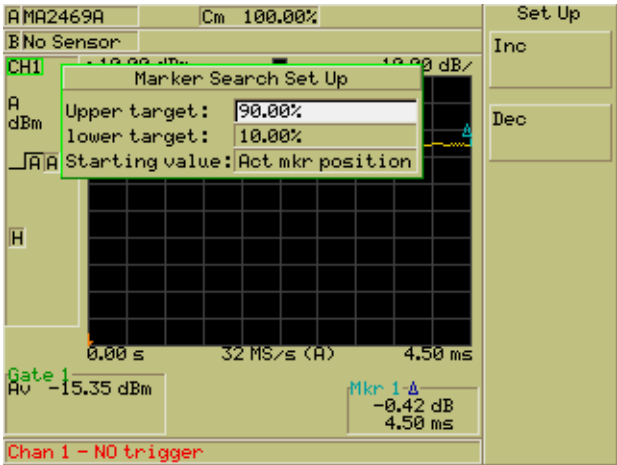 A MA2469A Cm 100.00% Set Up
B No Sensor Inc
CH1 10.00 dB/
Marker Search Set Up
A Upper target: 90.00%
dBm lower target: 10.00% Dec
A A Starting value: Act mkr position
H
0.00 s 32 MS/s (A) 4.50 ms
Gate 1
Av -15.35 dBm
Mkr 1-Δ
-0.42 dB
4.50 ms
Chan 1 - NO trigger